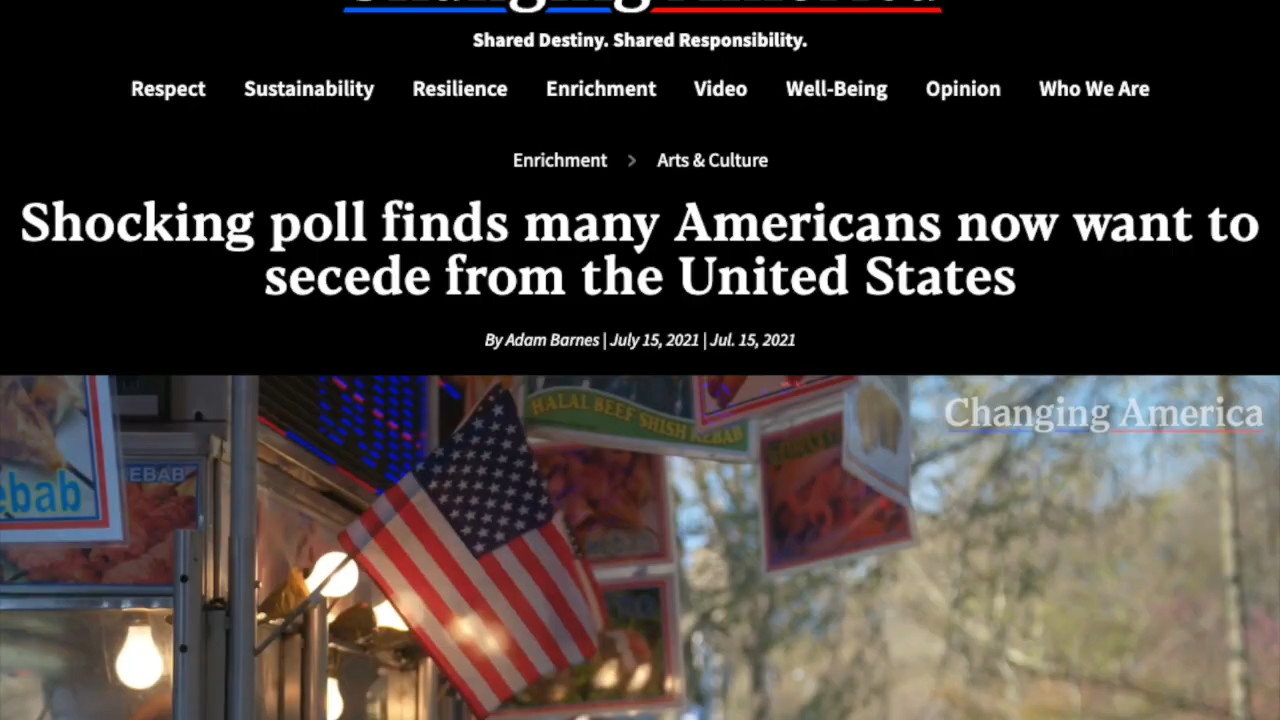 Changing America
Shared Destiny. Shared Responsibility.
Respect Sustainability Resilience Enrichment Video Well-Being Opinion Who We Are
Enrichment > Arts & Culture
Shocking poll finds many Americans now want to
secede from the United States
By Adam Barnes | July 15, 2021 | Jul. 15, 2021
HALAL BEEF SHISH KEBAB
Changing America
EBAB
ebab